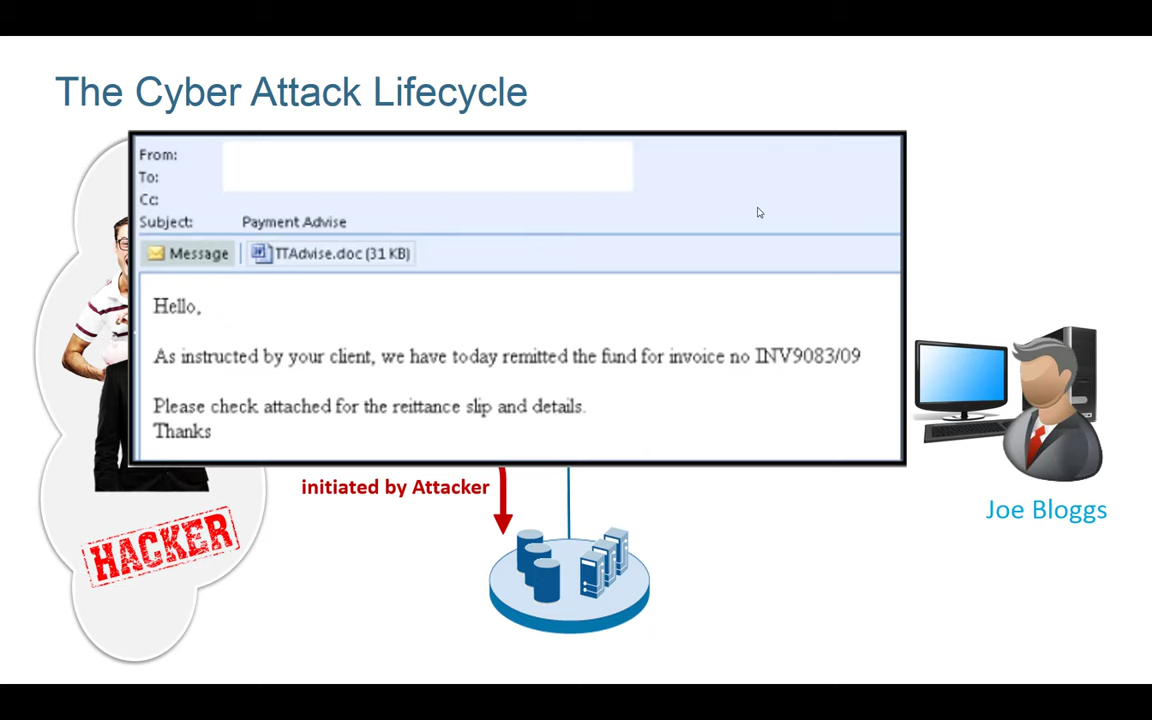 The Cyber Attack Lifecycle
From:
To:
Cc:
Subject: Payment Advise
Message TTAdvise.doc (31 KB)
Hello,
As instructed by your client, we have today remitted the fund for invoice no INV9083/09
Please check attached for the reittance slip and details.
Thanks
initiated by Attacker
Joe Bloggs
HACKER